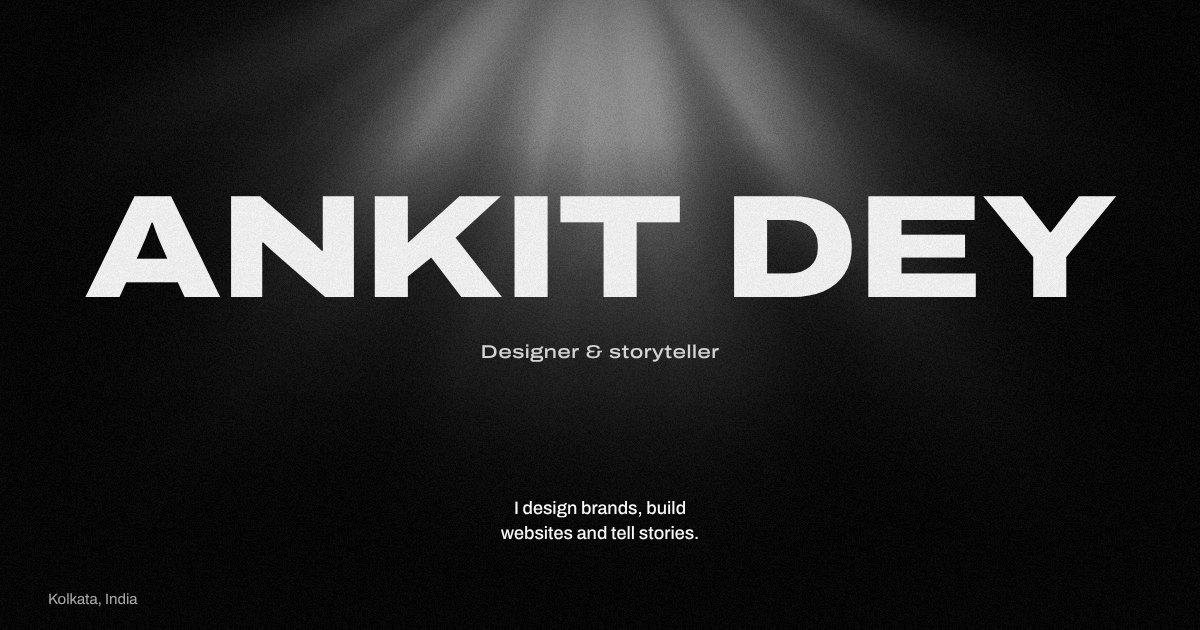 ANKIT DEY
Designer & storyteller
I design brands, build
websites and tell stories.
Kolkata, India